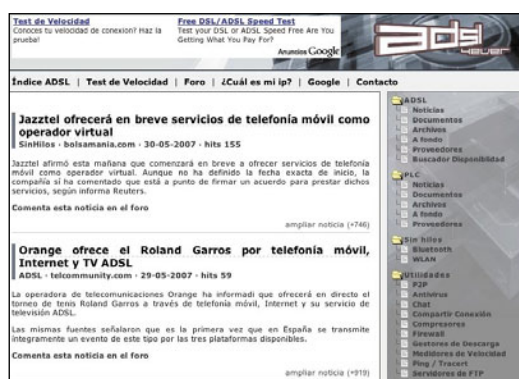 Test de Velocidad
Conoces tu velocidad de conexion? Haz la
prueba!
Free DSL/ADSL Speed Test
Test your DSL or ADSL Speed Free Are You
Getting What You Pay For?
Anuncios Google
adsl
4ever
Índice ADSL | Test de Velocidad | Foro | ¿Cuál es mi ip? | Google | Contacto
Jazztel ofrecerá en breve servicios de telefonía móvil como
operador virtual
SinHilos - bolsamania.com - 30-05-2007 - hits 155
Jazztel afirmó esta mañana que comenzará en breve a ofrecer servicios de telefonía
móvil como operador virtual. Aunque no ha definido la fecha exacta de inicio, la
compañía sí ha comentado que está a punto de firmar un acuerdo para prestar dichos
servicios, según informa Reuters.
Comenta esta noticia en el foro
ampliar noticia (+746)
Orange ofrece el Roland Garros por telefonía móvil,
Internet y TV ADSL
ADSL - telcommunity.com - 29-05-2007 - hits 59
La operadora de telecomunicaciones Orange ha informadi que ofrecerá en directo el
torneo de tenis Roland Garros a través de telefonía móvil, Internet y su servicio de
televisión ADSL.
Las mismas fuentes señalaron que es la primera vez que en España se transmite
íntegramente un evento de este tipo por las tres plataformas disponibles.
Comenta esta noticia en el foro
ampliar noticia (+919)
ADSL
Noticias
Documentos
Archivos
A fondo
Proveedores
Buscador Disponibilidad
PLC
Noticias
Documentos
Archivos
A fondo
Proveedores
Sin hilos
Bluetooth
WLAN
Utilidades
P2P
Antivirus
Chat
Compartir Conexión
Compresores
Firewall
Gestores de Descarga
Medidores de Velocidad
Ping / Tracert
Servidores de FTP